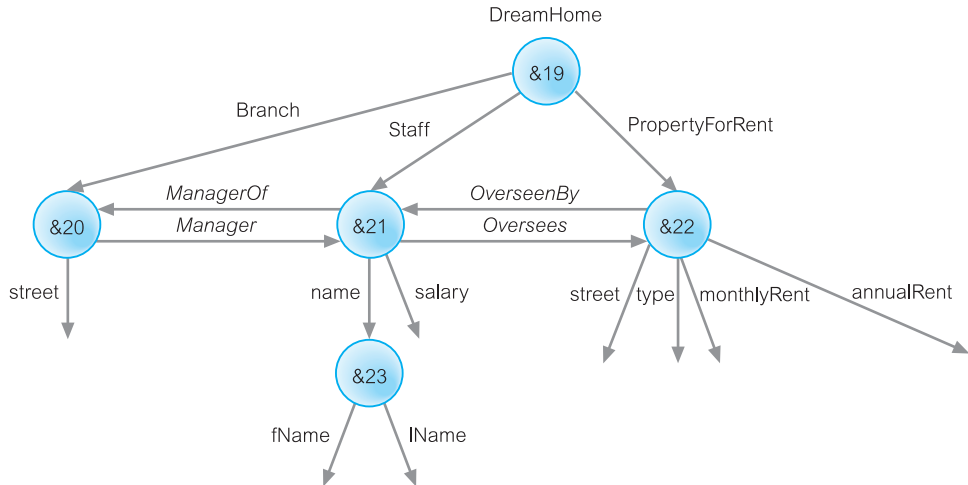 DreamHome
&19
Branch
Staff
PropertyForRent
ManagerOf
OverseenBy
&20
Manager
&21
Oversees
&22
street
name
salary
street
type
monthlyRent
annualRent
&23
fName
lName